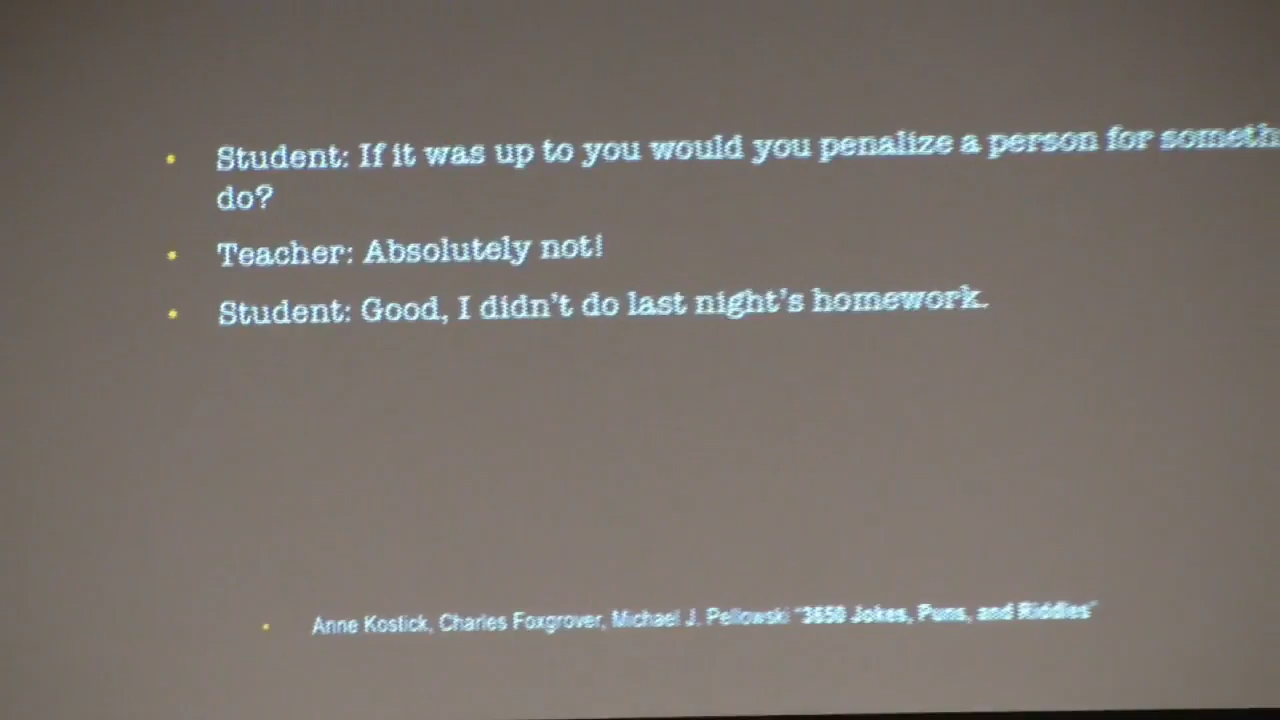 • Student: If it was up to you would you penalize a person for someth
do?
• Teacher: Absolutely not!
• Student: Good, I didn't do last night's homework.
• Anne Kostick, Charles Foxgrover, Michael J. Pellowski "3650 Jokes, Puns, and Riddles"